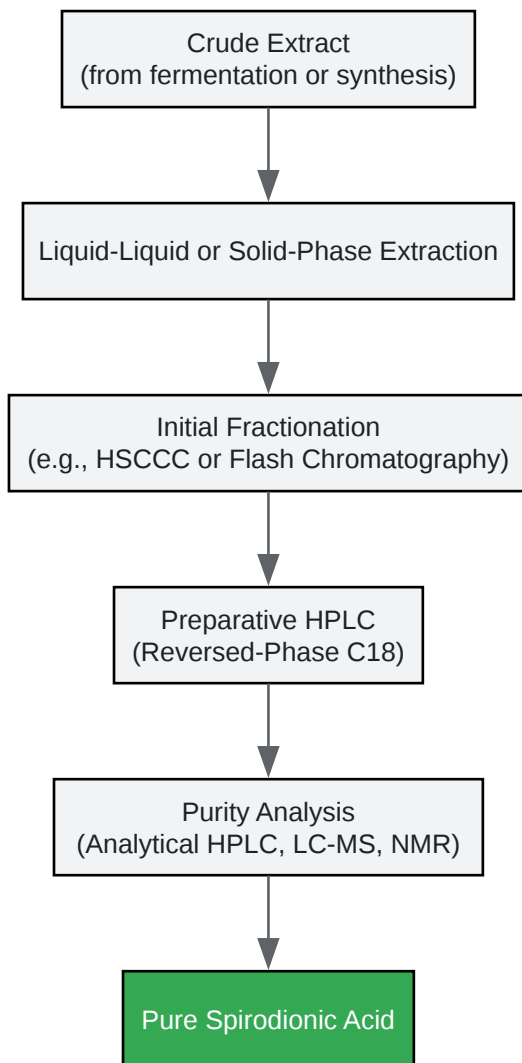 Crude Extract
(from fermentation or synthesis)
Liquid-Liquid or Solid-Phase Extraction
Initial Fractionation
(e.g., HSCCC or Flash Chromatography)
Preparative HPLC
(Reversed-Phase C18)
Purity Analysis
(Analytical HPLC, LC-MS, NMR)
Pure Spirodionic Acid